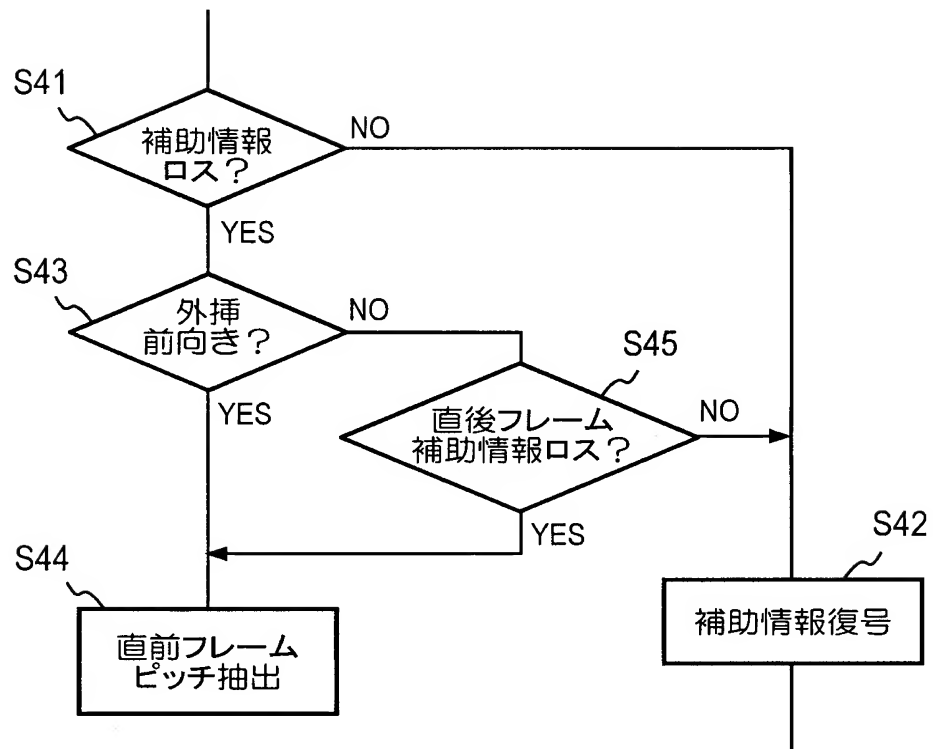 S41
補助情報
ロス?
NO
YES
S43
外挿
前向き?
NO
YES
S45
直後フレーム
補助情報ロス?
NO
YES
S44
直前フレーム
ピッチ抽出
S42
補助情報復号